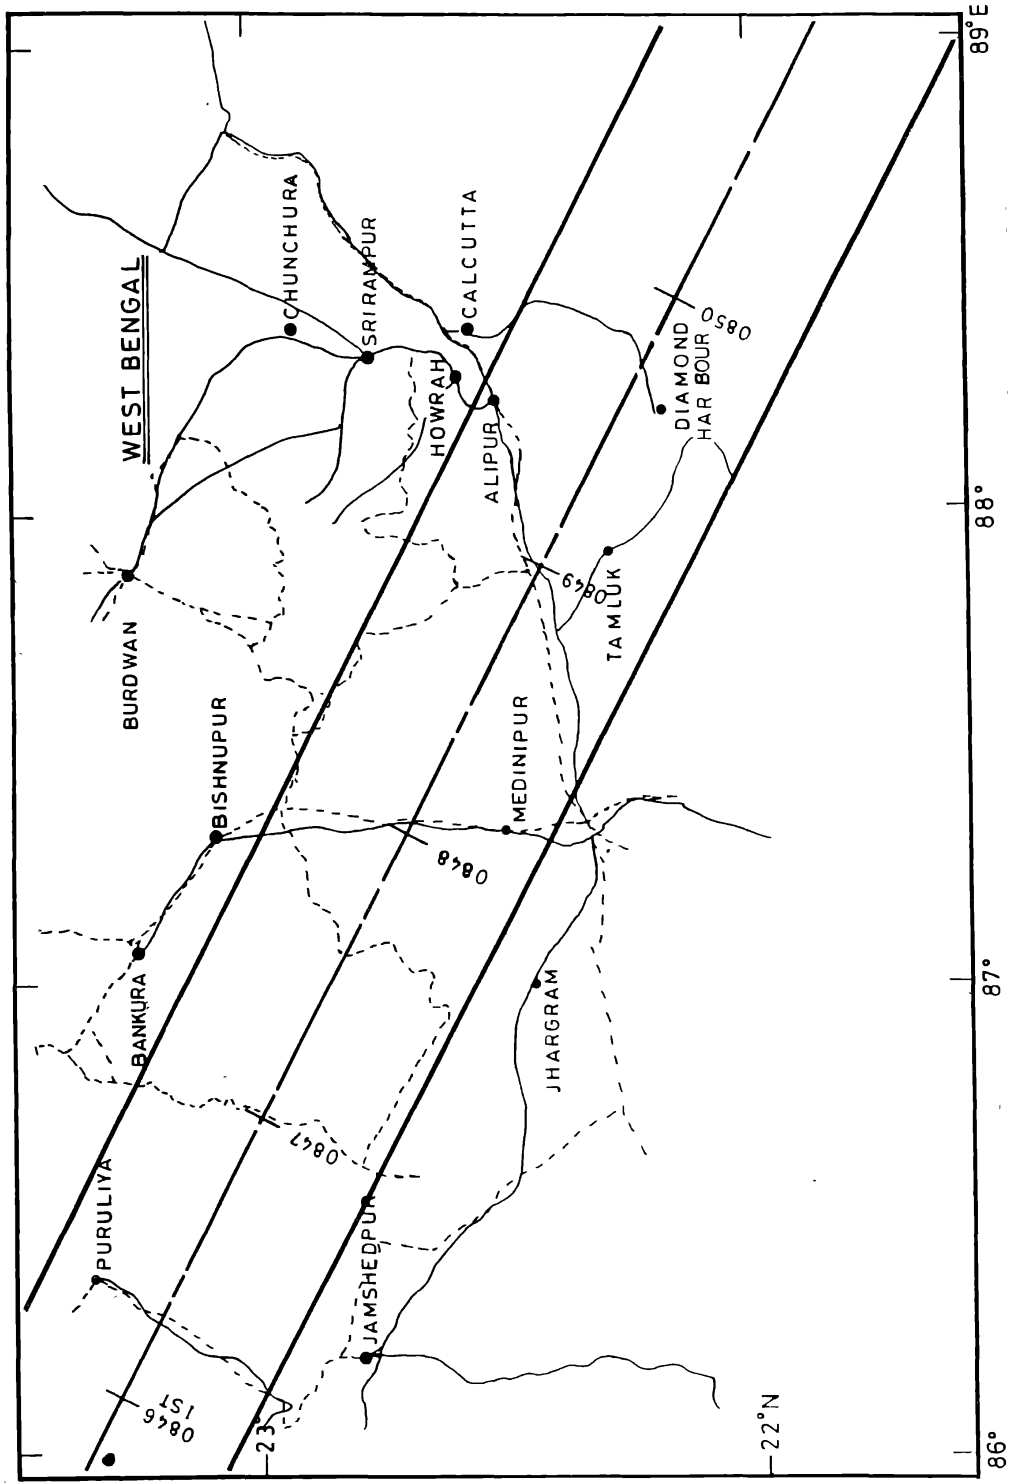 WEST BENGAL
CHUNCHURA
SRIRAMPUR
CALCUTTA
HOWRAH
ALIPUR
DIAMOND
HAR BOUR
TAMLUK
BURDWAN
BISHNUPUR
MEDINIPUR
BANKURA
JHARGRAM
PURULIYA
JAMSHEDPUR
0846
IST
0847
0848
0849
0850
23
22°N
86°
87°
88°
89°E